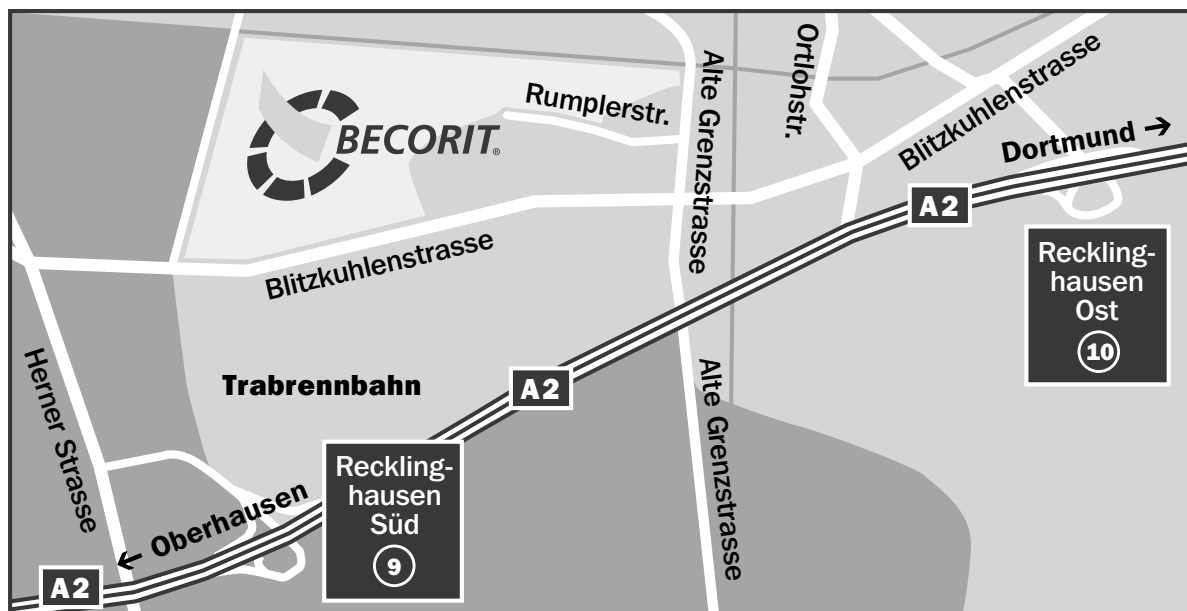 Alte Grenzstrasse
Ortlohstr.
Rumplerstr.
Blitzkuhlenstrasse
Dortmund →
BECORIT®
A2
Blitzkuhlenstrasse
Reckling-
hausen
Ost
10
Herner Strasse
Trabrennbahn
A2
Alte Grenzstrasse
Reckling-
hausen
Süd
9
← Oberhausen
A2